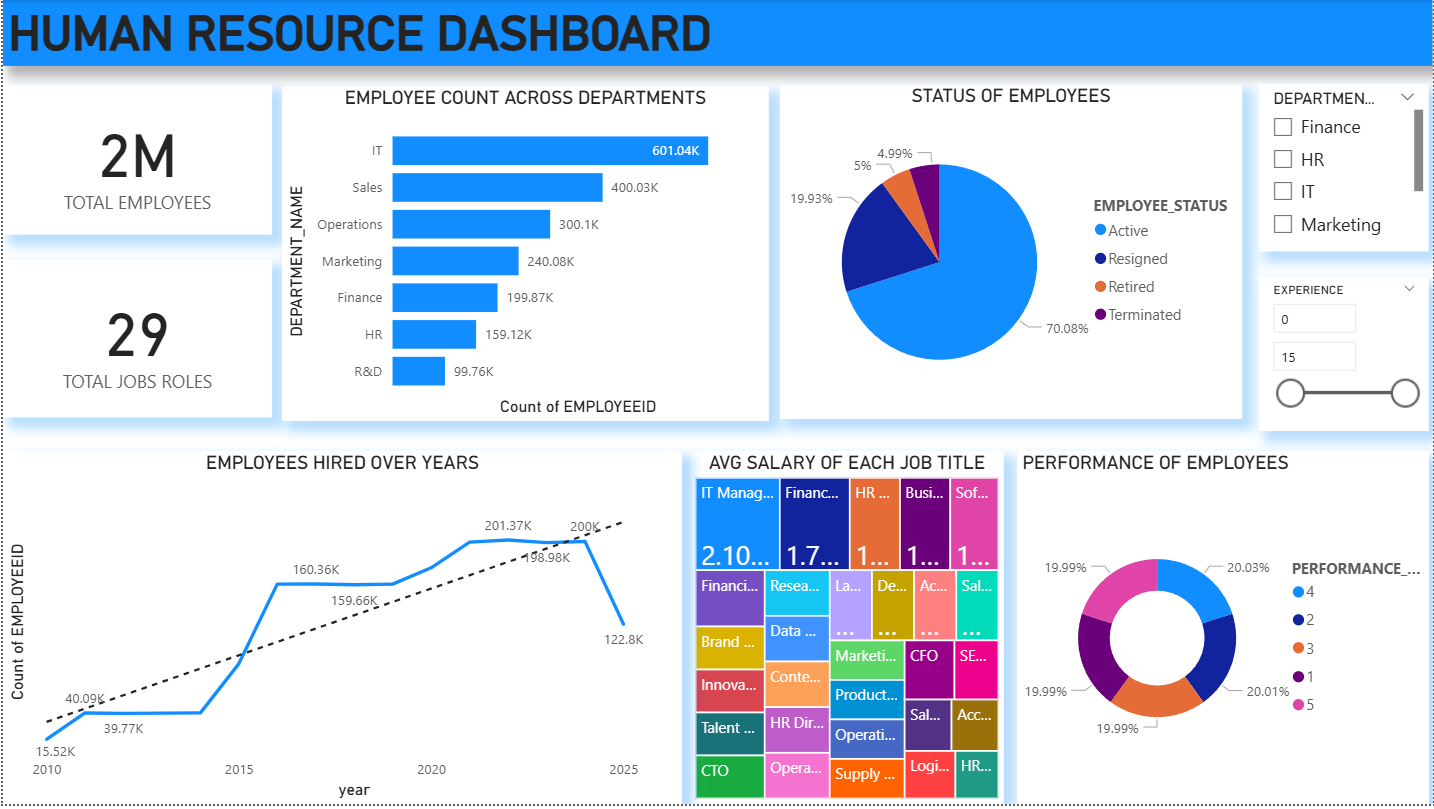 HUMAN RESOURCE DASHBOARD
2M
TOTAL EMPLOYEES
29
TOTAL JOBS ROLES
EMPLOYEE COUNT ACROSS DEPARTMENTS
DEPARTMENT_NAME
IT 601.04K
Sales 400.03K
Operations 300.1K
Marketing 240.08K
Finance 199.87K
HR 159.12K
R&D 99.76K
Count of EMPLOYEEID
STATUS OF EMPLOYEES
4.99%
5%
19.93%
70.08%
EMPLOYEE_STATUS
Active
Resigned
Retired
Terminated
DEPARTMEN...
Finance
HR
IT
Marketing
EXPERIENCE
0
15
EMPLOYEES HIRED OVER YEARS
Count of EMPLOYEEID
15.52K
40.09K
39.77K
160.36K
159.66K
201.37K
198.98K
200K
122.8K
2010 2015 2020 2025
year
AVG SALARY OF EACH JOB TITLE
IT Manag... Financ... HR ... Busi... Sof...
2.10... 1.7... 1... 1... 1...
Financi... Resea... La... De... Ac... Sal...
... ... ... ...
Brand ... Data ... Marketi... CFO SE...
Innova... Conte... Product...
Talent ... HR Dir... Operati... Sal... Acc...
CTO Opera... Supply ... Logi... HR...
PERFORMANCE OF EMPLOYEES
19.99%
20.03%
19.99%
20.01%
19.99%
PERFORMANCE_...
4
2
3
1
5